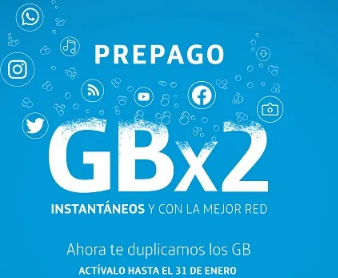 PREPAGO
GBx2
INSTANTÁNEOS Y CON LA MEJOR RED
Ahora te duplicamos los GB
ACTÍVALO HASTA EL 31 DE ENERO